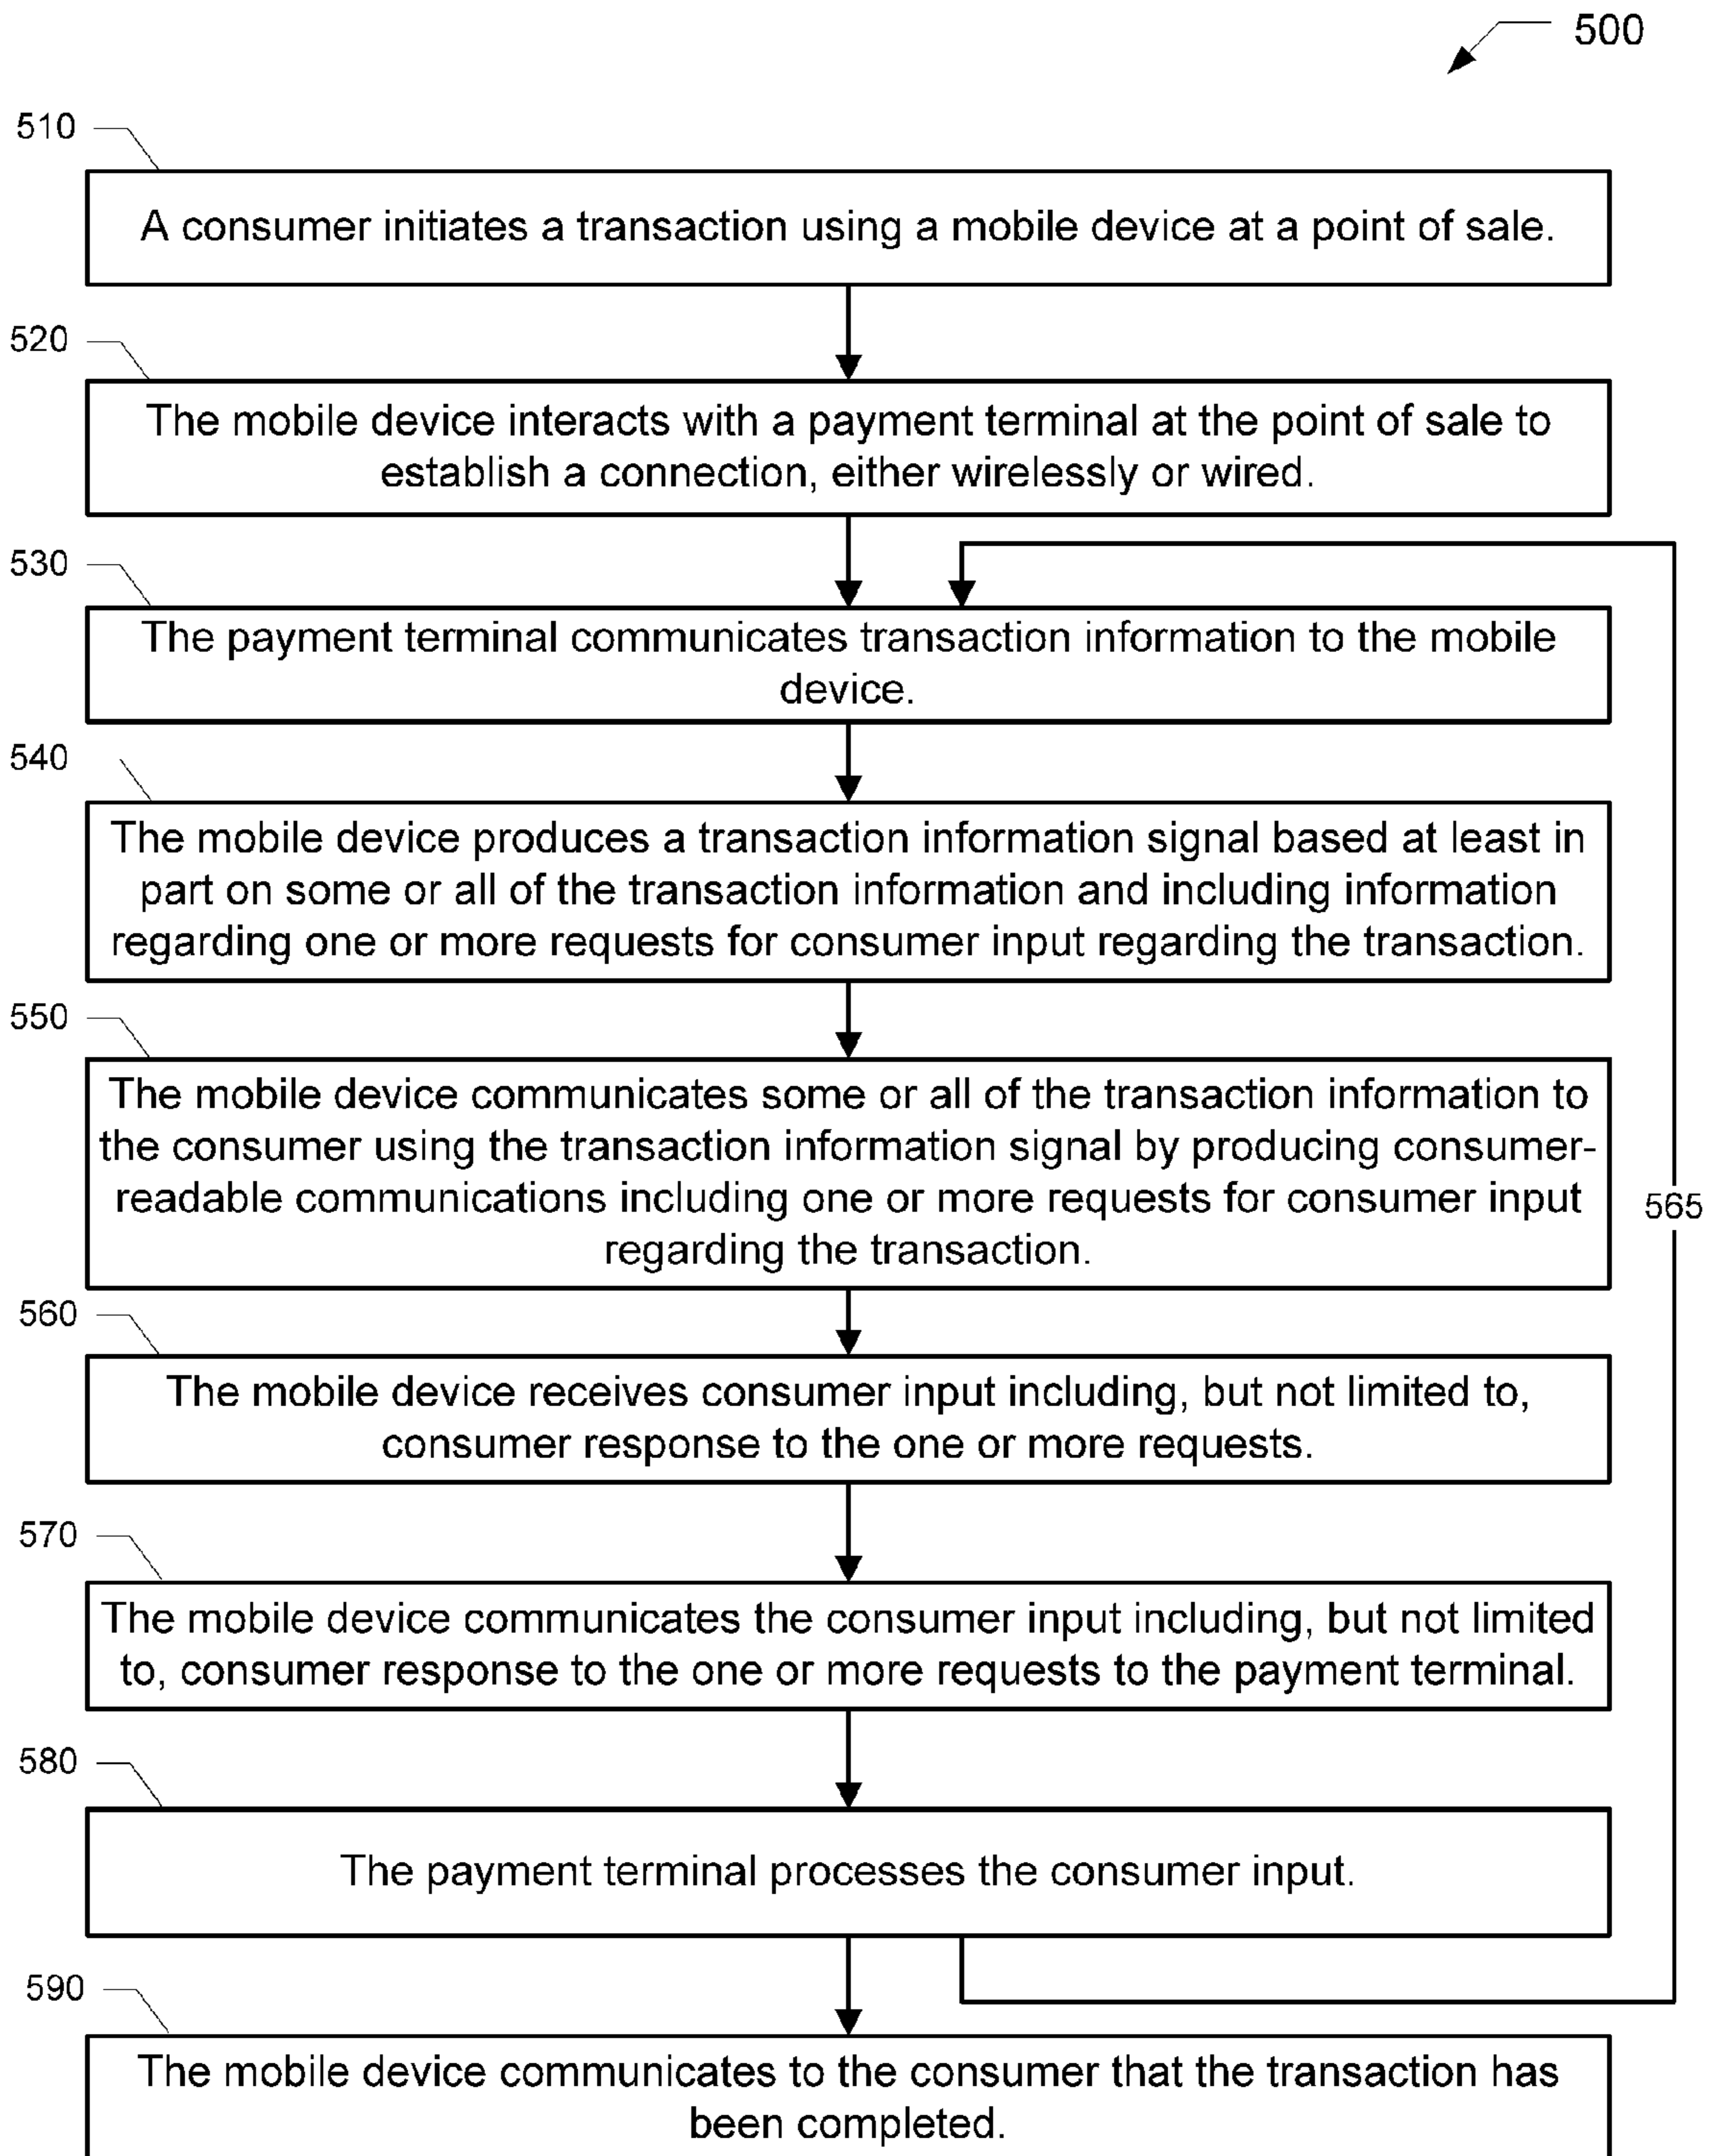 500
510
A consumer initiates a transaction using a mobile device at a point of sale.
520
The mobile device interacts with a payment terminal at the point of sale to
establish a connection, either wirelessly or wired.
530
The payment terminal communicates transaction information to the mobile
device.
540
The mobile device produces a transaction information signal based at least in
part on some or all of the transaction information and including information
regarding one or more requests for consumer input regarding the transaction.
550
The mobile device communicates some or all of the transaction information to
the consumer using the transaction information signal by producing consumer-
readable communications including one or more requests for consumer input
regarding the transaction.
565
560
The mobile device receives consumer input including, but not limited to,
consumer response to the one or more requests.
570
The mobile device communicates the consumer input including, but not limited
to, consumer response to the one or more requests to the payment terminal.
580
The payment terminal processes the consumer input.
590
The mobile device communicates to the consumer that the transaction has
been completed.